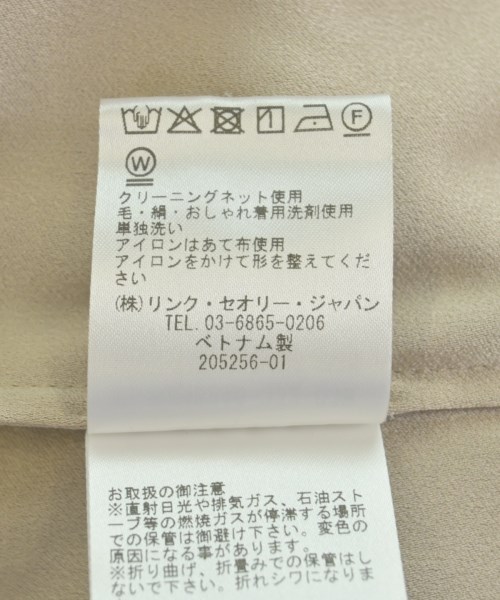 F
W
クリーニングネット使用
毛・絹・おしゃれ着用洗剤使用
単独洗い
アイロンはあて布使用
アイロンをかけて形を整えてくだ
さい
(株)リンク・セオリー・ジャパン
TEL. 03-6865-0206
ベトナム製
205256-01
お取扱の御注意
※直射日光や排気ガス、石油スト
ーブ等の燃焼ガスが停滞する場所
での保管は御避け下さい。変色の
原因になる事があります。
※折り曲げ、折畳みでの保管はし
ないで下さい。折れシワになりま